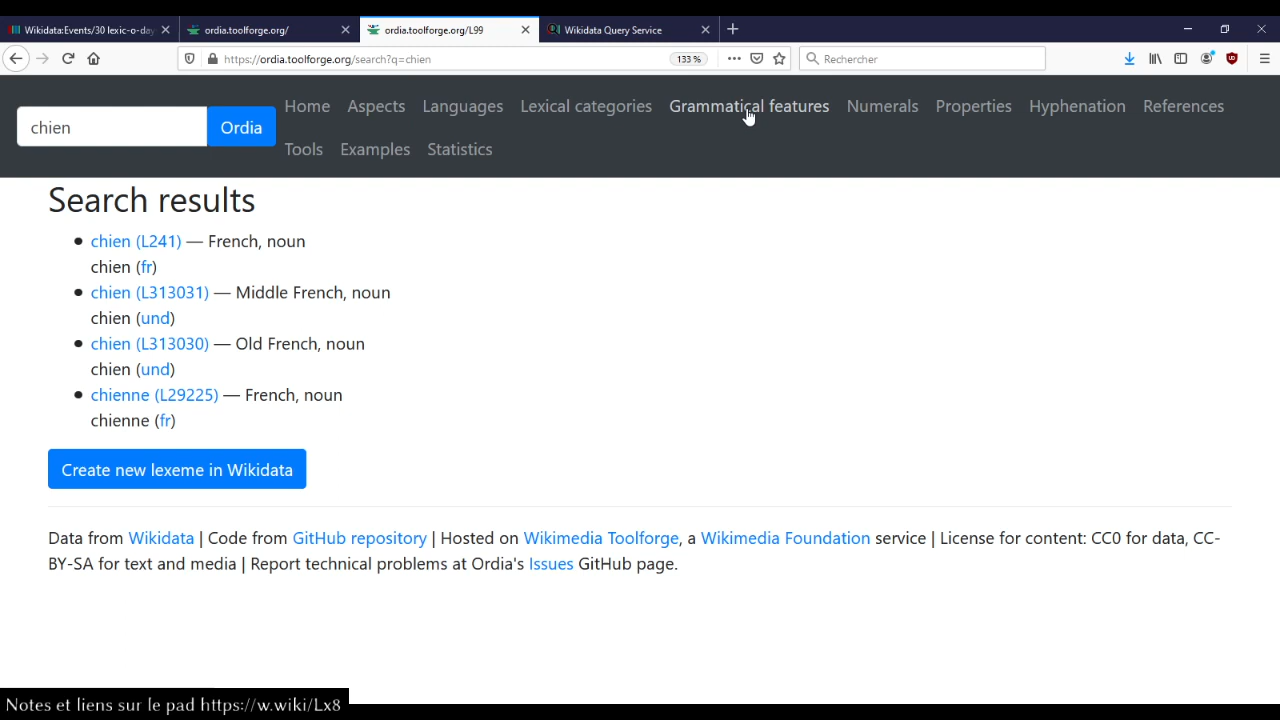 Wikidata:Events/30 lexic-o-day
ordia.toolforge.org/
ordia.toolforge.org/L99
Wikidata Query Service
https://ordia.toolforge.org/search?q=chien
133 %
Rechercher
chien
Ordia
Home Aspects Languages Lexical categories Grammatical features Numerals Properties Hyphenation References
Tools Examples Statistics
Search results
chien (L241) — French, noun
chien (fr)
chien (L313031) — Middle French, noun
chien (und)
chien (L313030) — Old French, noun
chien (und)
chienne (L29225) — French, noun
chienne (fr)
Create new lexeme in Wikidata
Data from Wikidata | Code from GitHub repository | Hosted on Wikimedia Toolforge, a Wikimedia Foundation service | License for content: CC0 for data, CC-
BY-SA for text and media | Report technical problems at Ordia's Issues GitHub page.
Notes et liens sur le pad https://w.wiki/Lx8